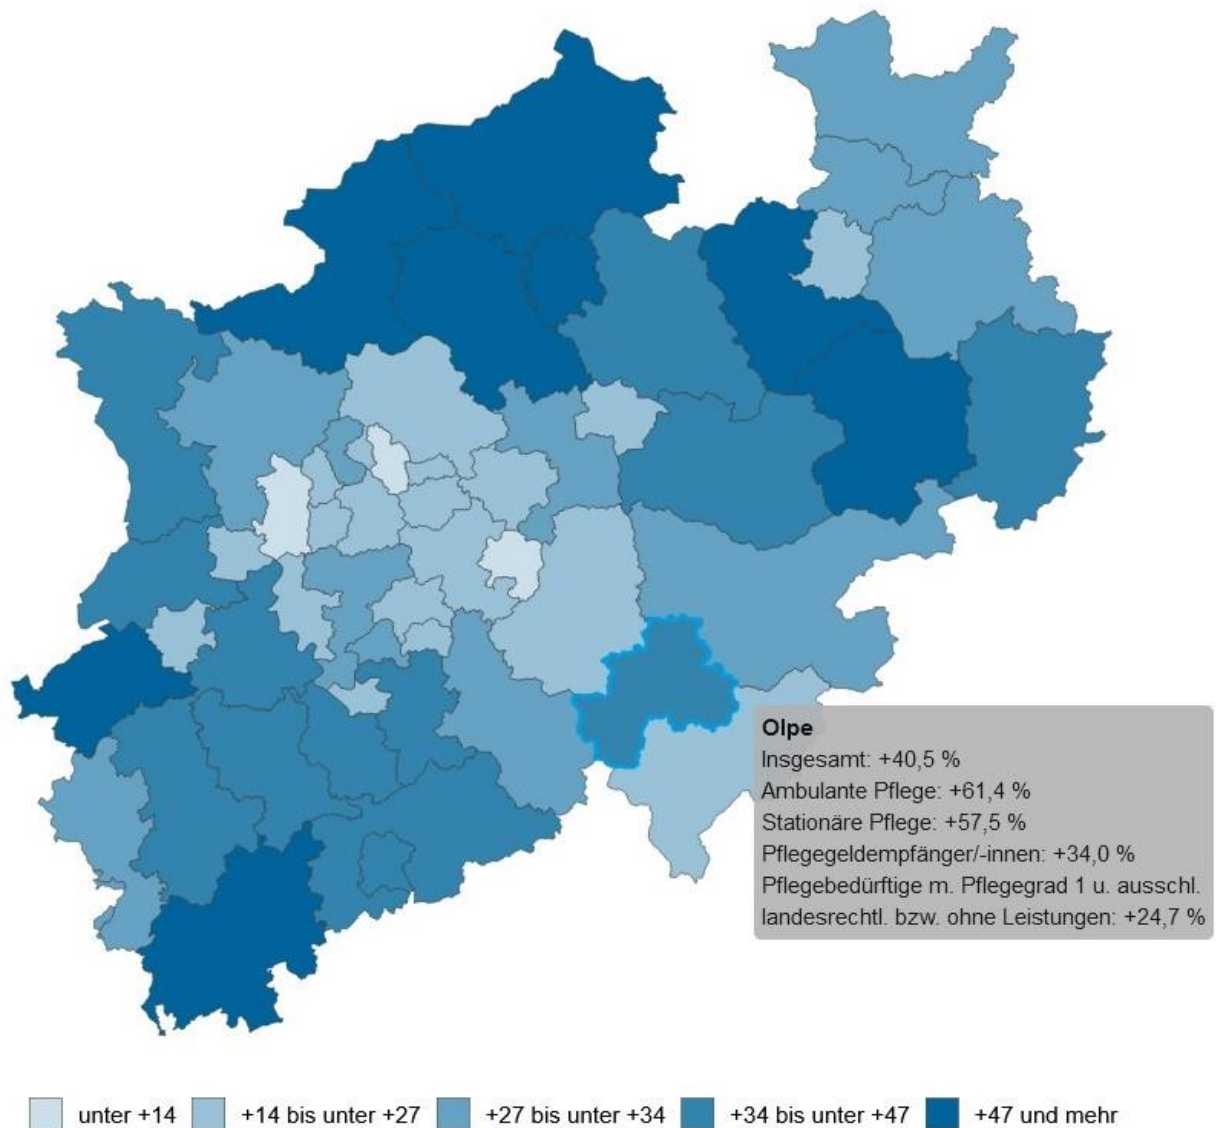 Olpe
Insgesamt: +40,5 %
Ambulante Pflege: +61,4 %
Stationäre Pflege: +57,5 %
Pflegegeldempfänger/-innen: +34,0 %
Pflegebedürftige m. Pflegegrad 1 u. ausschl.
landesrechtl. bzw. ohne Leistungen: +24,7 %
unter +14 +14 bis unter +27 +27 bis unter +34 +34 bis unter +47 +47 und mehr